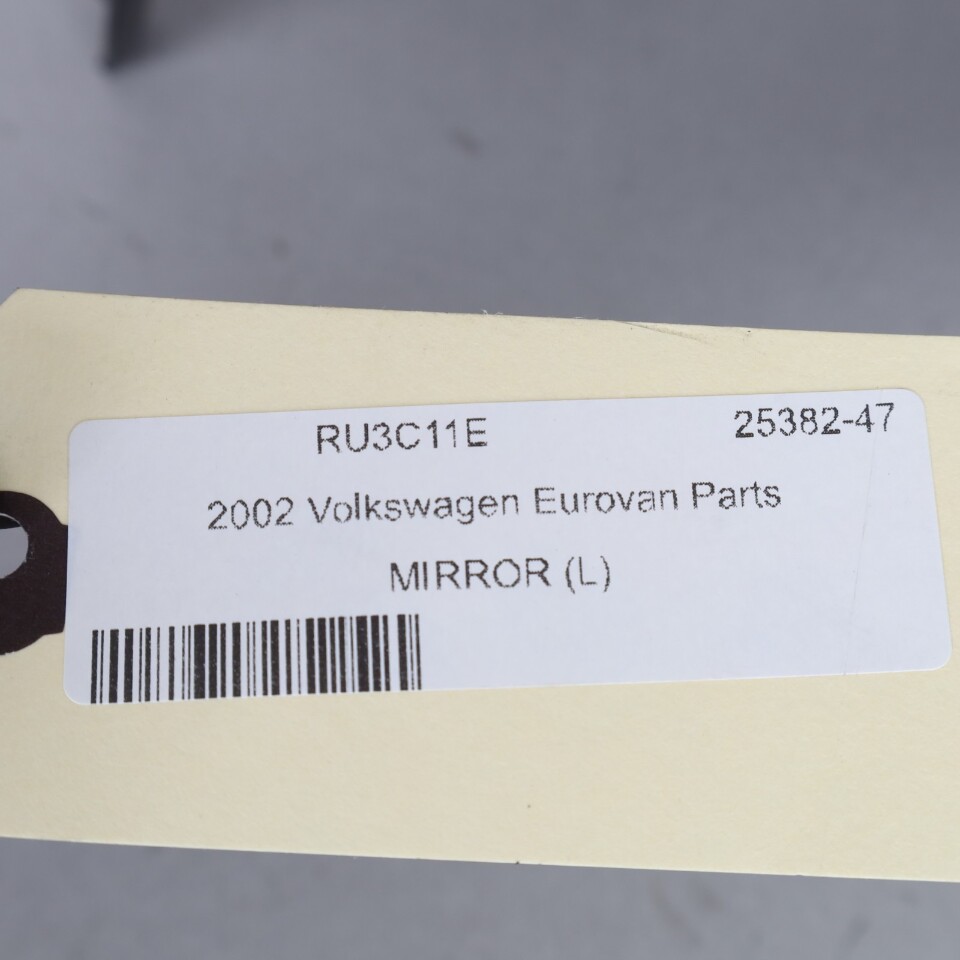 RU3C11E 25382-47
2002 Volkswagen Eurovan Parts
MIRROR (L)